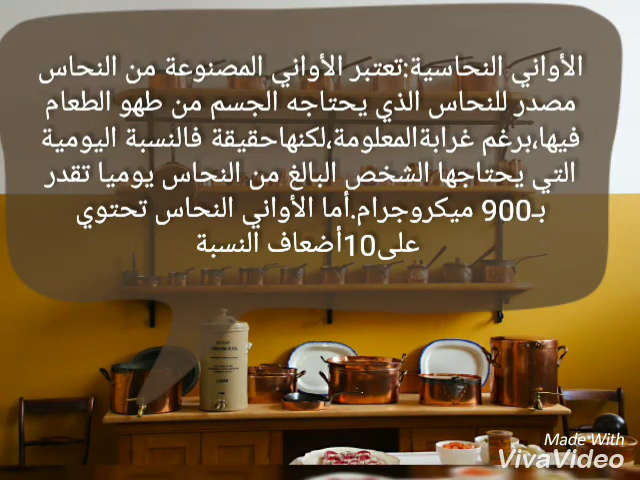 الأواني النحاسية:تعتبر الأواني المصنوعة من النحاس
مصدر للنحاس الذي يحتاجه الجسم من طهو الطعام
فيها،برغم غرابةالمعلومة،لكنهاحقيقة فالنسبة اليومية
التي يحتاجها الشخص البالغ من النحاس يوميا تقدر
بـ900 ميكروجرام.أما الأواني النحاس تحتوي
على10أضعاف النسبة
Made With
VivaVideo